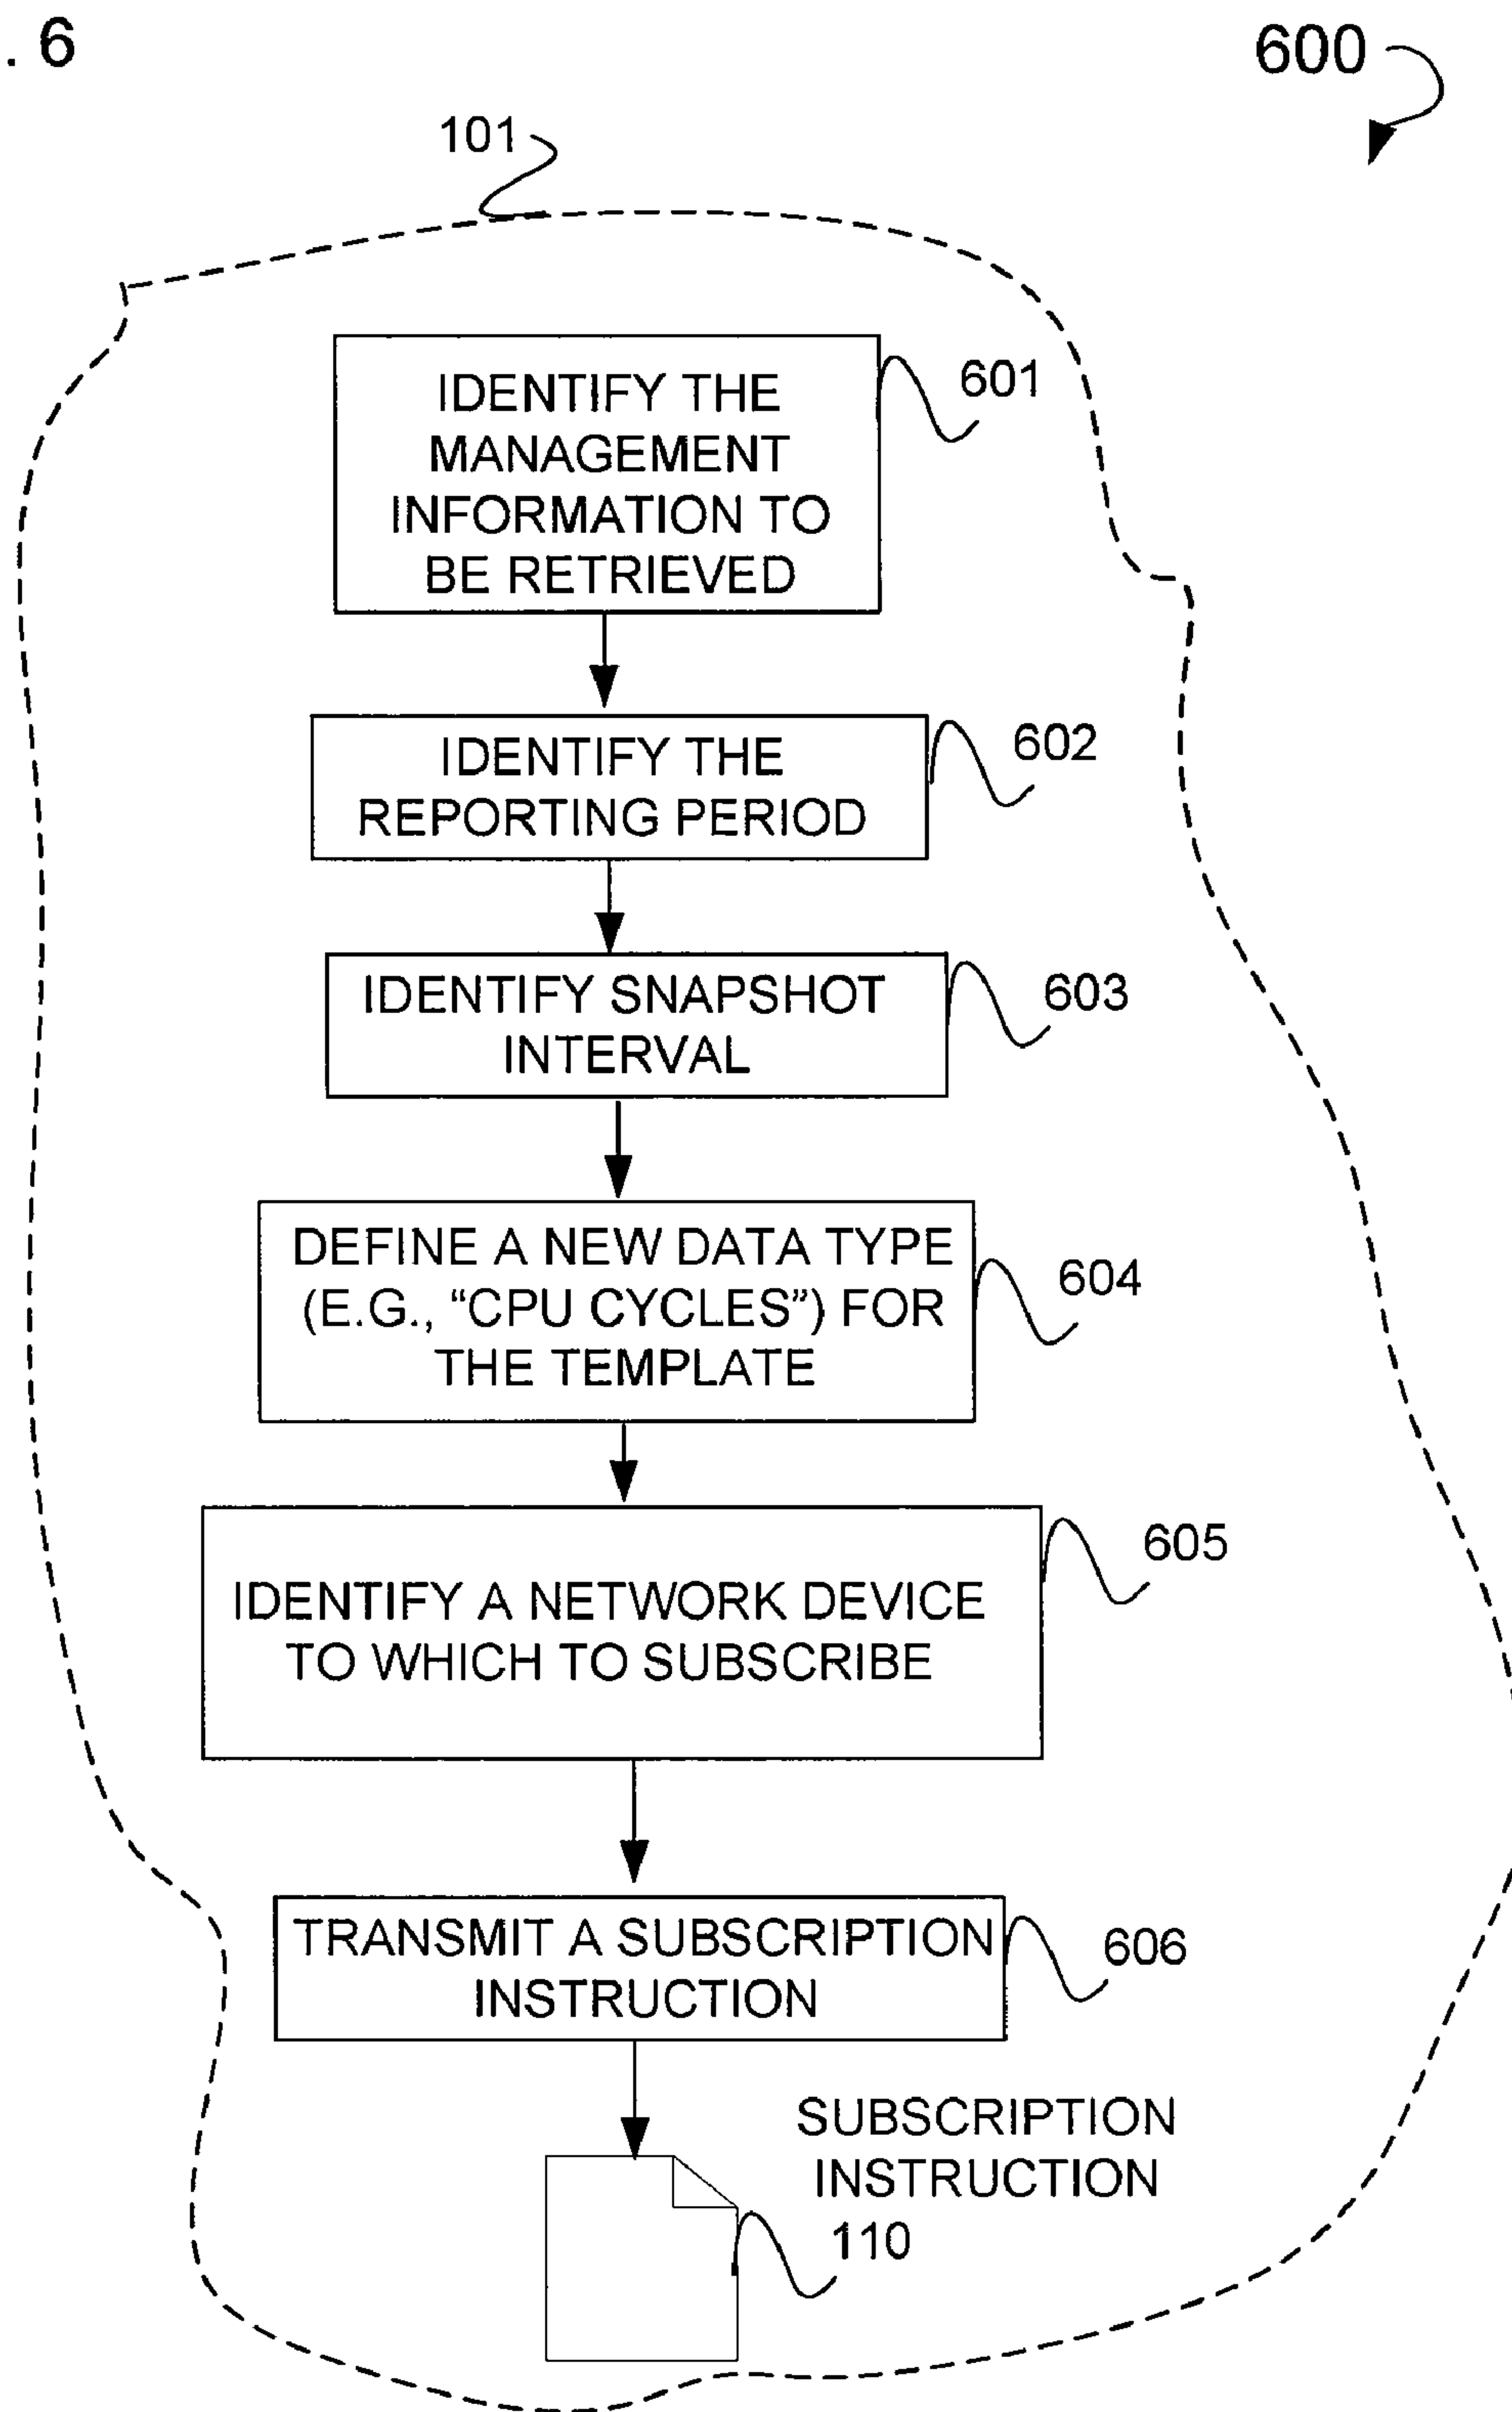 . 6
600
101
IDENTIFY THE
MANAGEMENT
INFORMATION TO
BE RETRIEVED
601
IDENTIFY THE
REPORTING PERIOD
602
IDENTIFY SNAPSHOT
INTERVAL
603
DEFINE A NEW DATA TYPE
(E.G., “CPU CYCLES”) FOR
THE TEMPLATE
604
IDENTIFY A NETWORK DEVICE
TO WHICH TO SUBSCRIBE
605
TRANSMIT A SUBSCRIPTION
INSTRUCTION
606
SUBSCRIPTION
INSTRUCTION
110